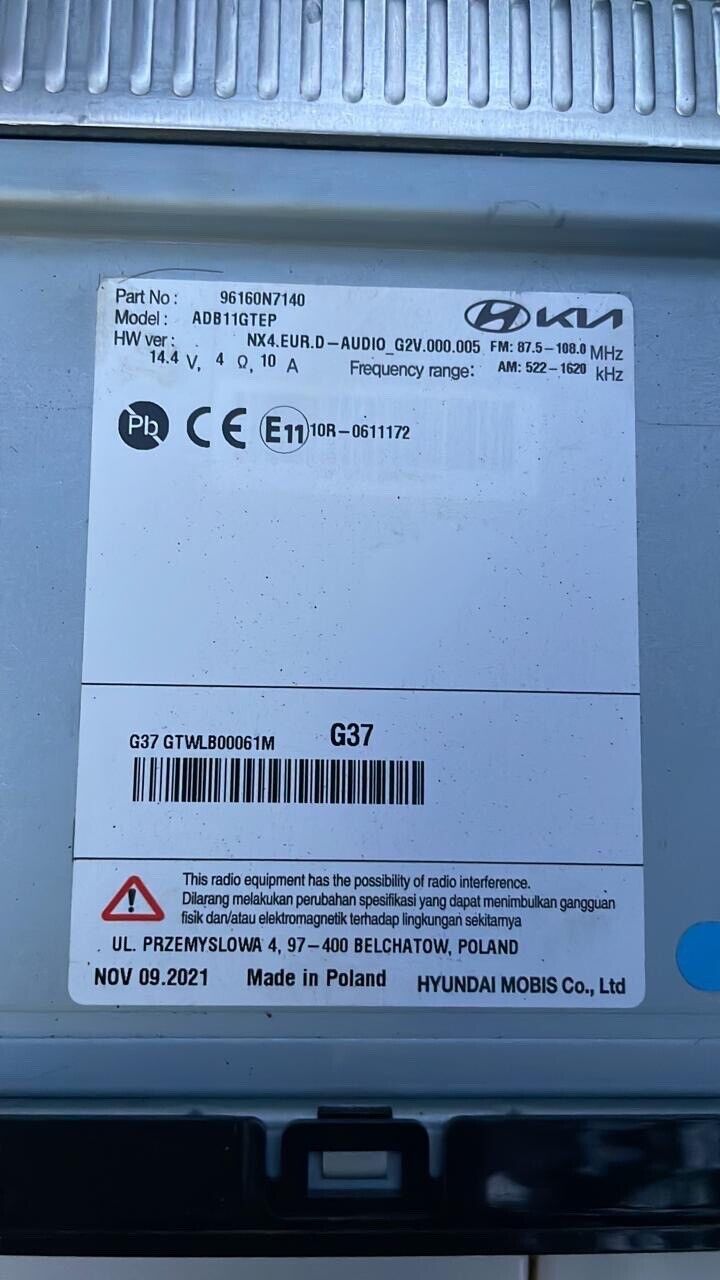 Part No : 96160N7140
Model : ADB11GTEP
KIA
HW ver : NX4.EUR.D-AUDIO_G2V.000.005 FM: 87.5-108.0 MHz
14.4 V, 4 Ω, 10 A Frequency range: AM: 522-1620 kHz
Pb CE E11 10R-0611172
G37 GTWLB00061M G37
This radio equipment has the possibility of radio interference.
Dilarang melakukan perubahan spesifikasi yang dapat menimbulkan gangguan
fisik dan/atau elektromagnetik terhadap lingkungan sekitarnya
UL. PRZEMYSLOWA 4, 97-400 BELCHATOW, POLAND
NOV 09.2021 Made in Poland HYUNDAI MOBIS Co., Ltd